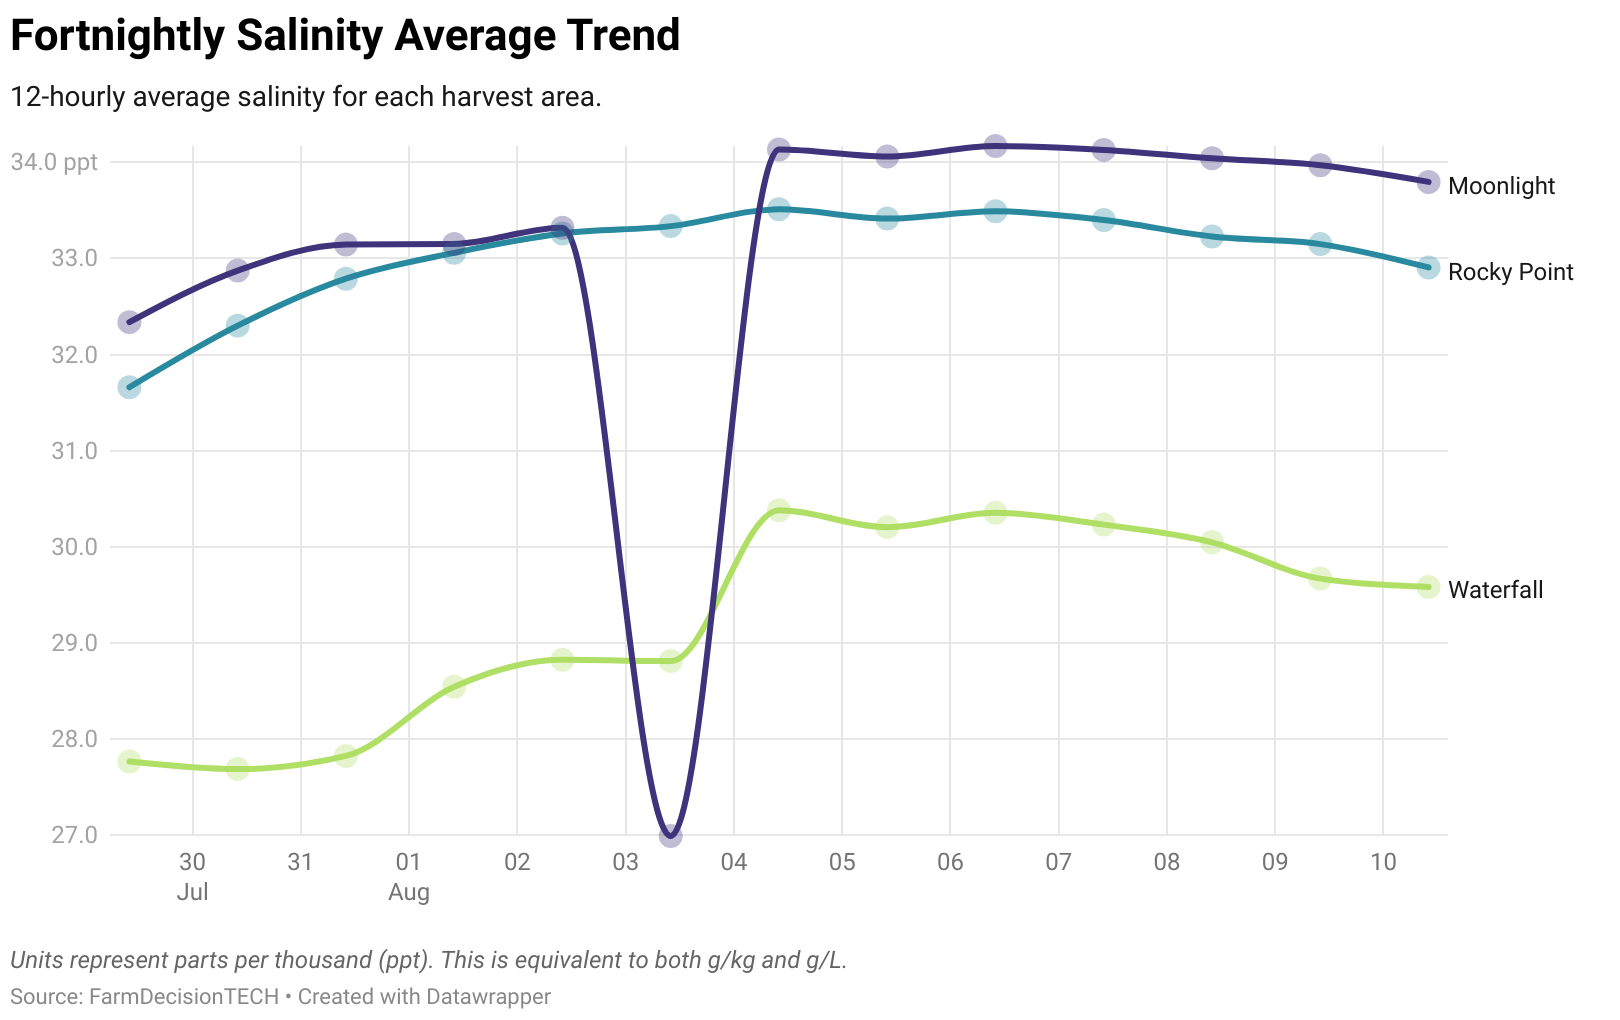 Fortnightly Salinity Average Trend
12-hourly average salinity for each harvest area.
34.0 ppt
33.0
32.0
31.0
30.0
29.0
28.0
27.0
Moonlight
Rocky Point
Waterfall
30 31 01 02 03 04 05 06 07 08 09 10
Jul Aug
Units represent parts per thousand (ppt). This is equivalent to both g/kg and g/L.
Source: FarmDecisionTECH • Created with Datawrapper